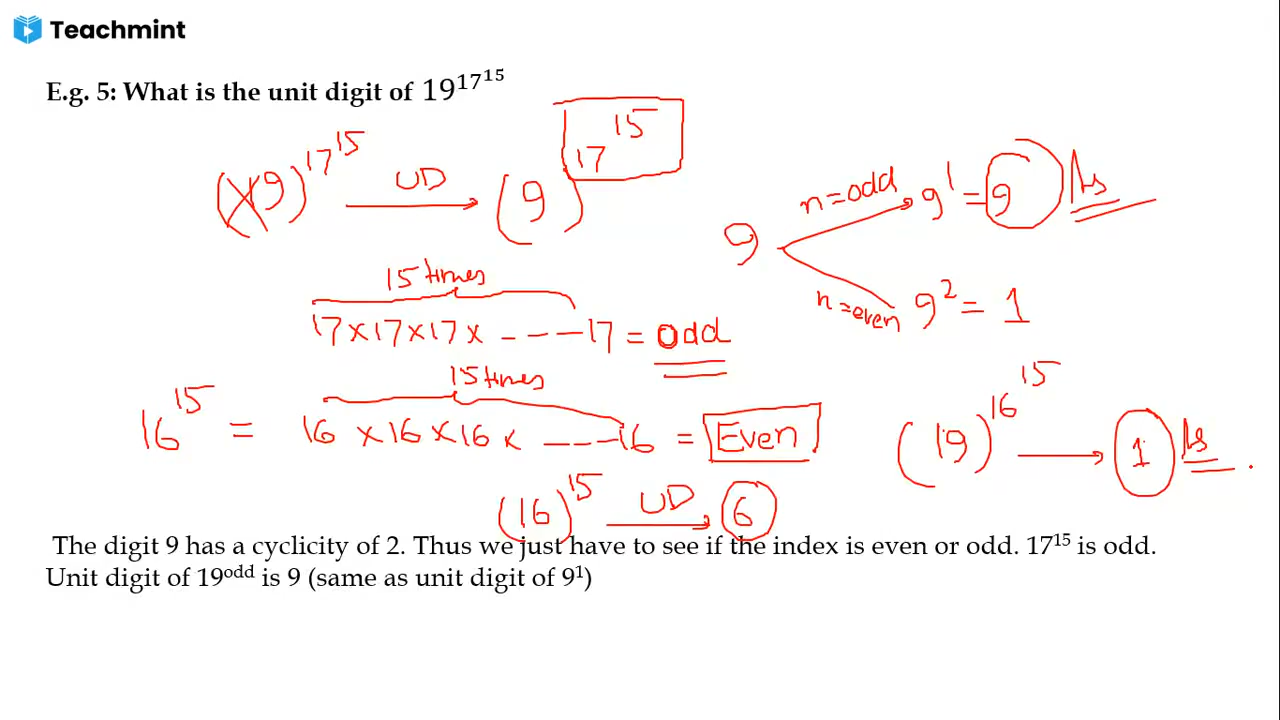 Teachmint
E.g. 5: What is the unit digit of 19^17^15
(19)^17^15 UD (9)^17^15
n=odd 9^1 = 9 Ans
9
n=even 9^2 = 1
15 times
17×17×17× ----17 = odd
15 times
16^15 = 16 ×16×16× ----16 = Even
(19)^16^15 1 Ans.
(16)^15 UD 6
The digit 9 has a cyclicity of 2. Thus we just have to see if the index is even or odd. 17^15 is odd.
Unit digit of 19^odd is 9 (same as unit digit of 9^1)